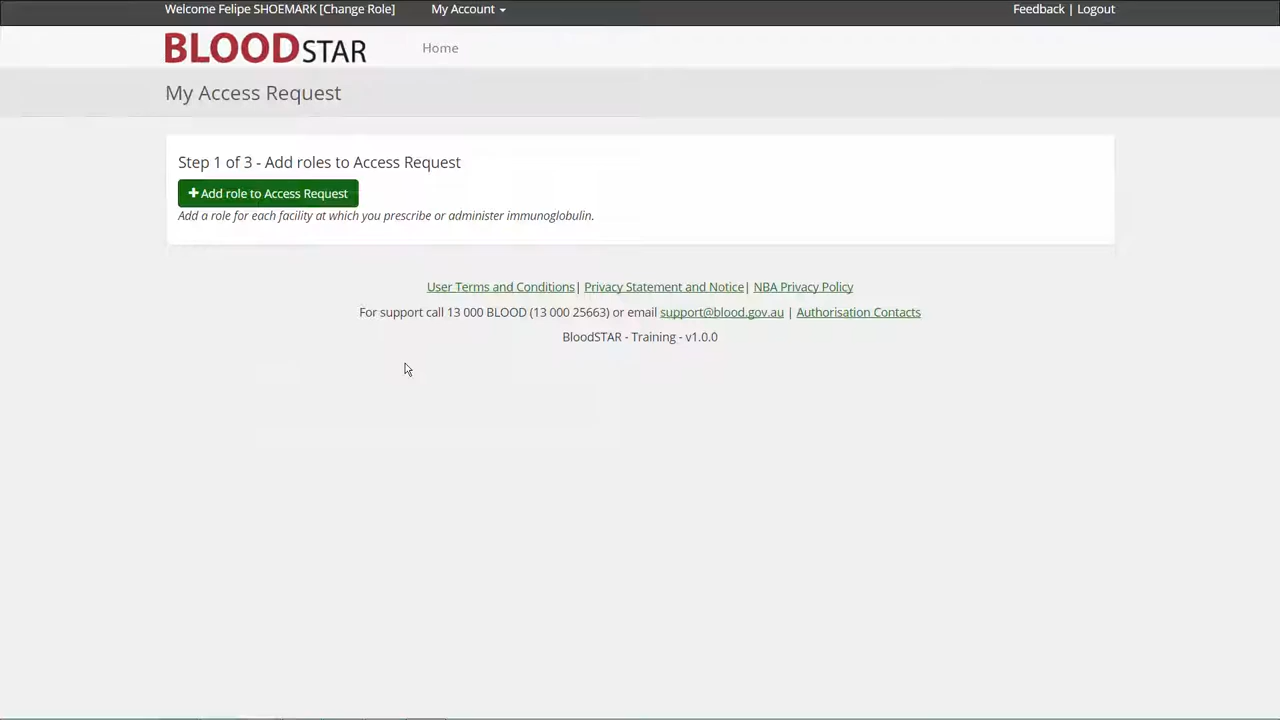 Welcome Felipe SHOEMARK [Change Role] My Account Feedback | Logout
BLOODSTAR Home
My Access Request
Step 1 of 3 - Add roles to Access Request
+ Add role to Access Request
Add a role for each facility at which you prescribe or administer immunoglobulin.
User Terms and Conditions| Privacy Statement and Notice| NBA Privacy Policy
For support call 13 000 BLOOD (13 000 25663) or email support@blood.gov.au | Authorisation Contacts
BloodSTAR - Training - v1.0.0